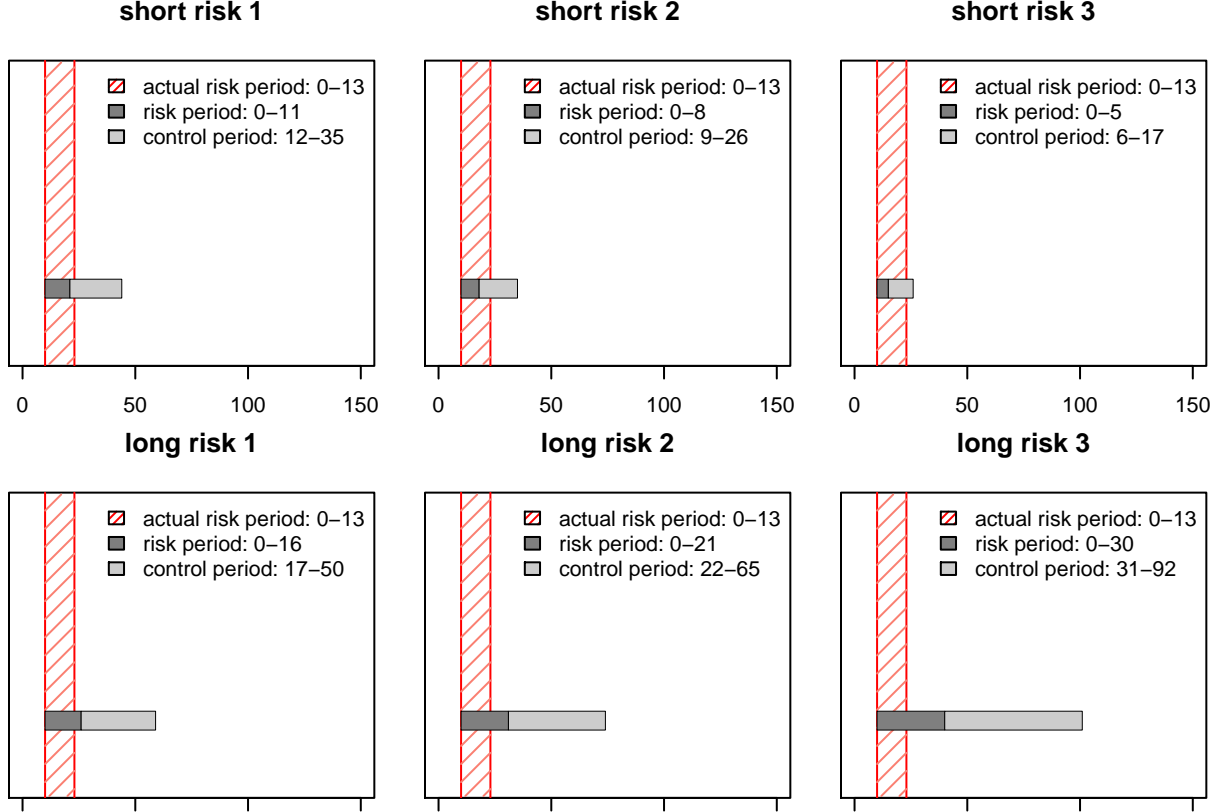 short risk 1
actual risk period: 0−13
risk period: 0−11
control period: 12−35
0 50 100 150
short risk 2
actual risk period: 0−13
risk period: 0−8
control period: 9−26
0 50 100 150
short risk 3
actual risk period: 0−13
risk period: 0−5
control period: 6−17
0 50 100 150
long risk 1
actual risk period: 0−13
risk period: 0−16
control period: 17−50
long risk 2
actual risk period: 0−13
risk period: 0−21
control period: 22−65
long risk 3
actual risk period: 0−13
risk period: 0−30
control period: 31−92